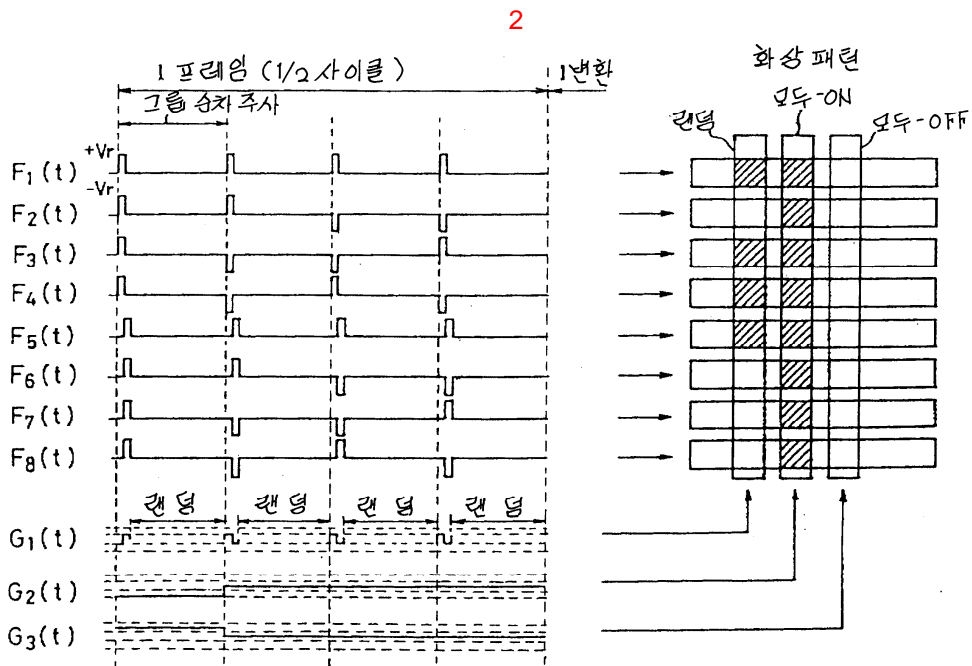 2
1 프레임 (1/2 사이클)
1변환
그룹 순차 주사
화상 패턴
랜덤
모두-ON
모두-OFF
+Vr
F1(t)
-Vr
F2(t)
F3(t)
F4(t)
F5(t)
F6(t)
F7(t)
F8(t)
랜덤 랜덤 랜덤 랜덤
G1(t)
G2(t)
G3(t)